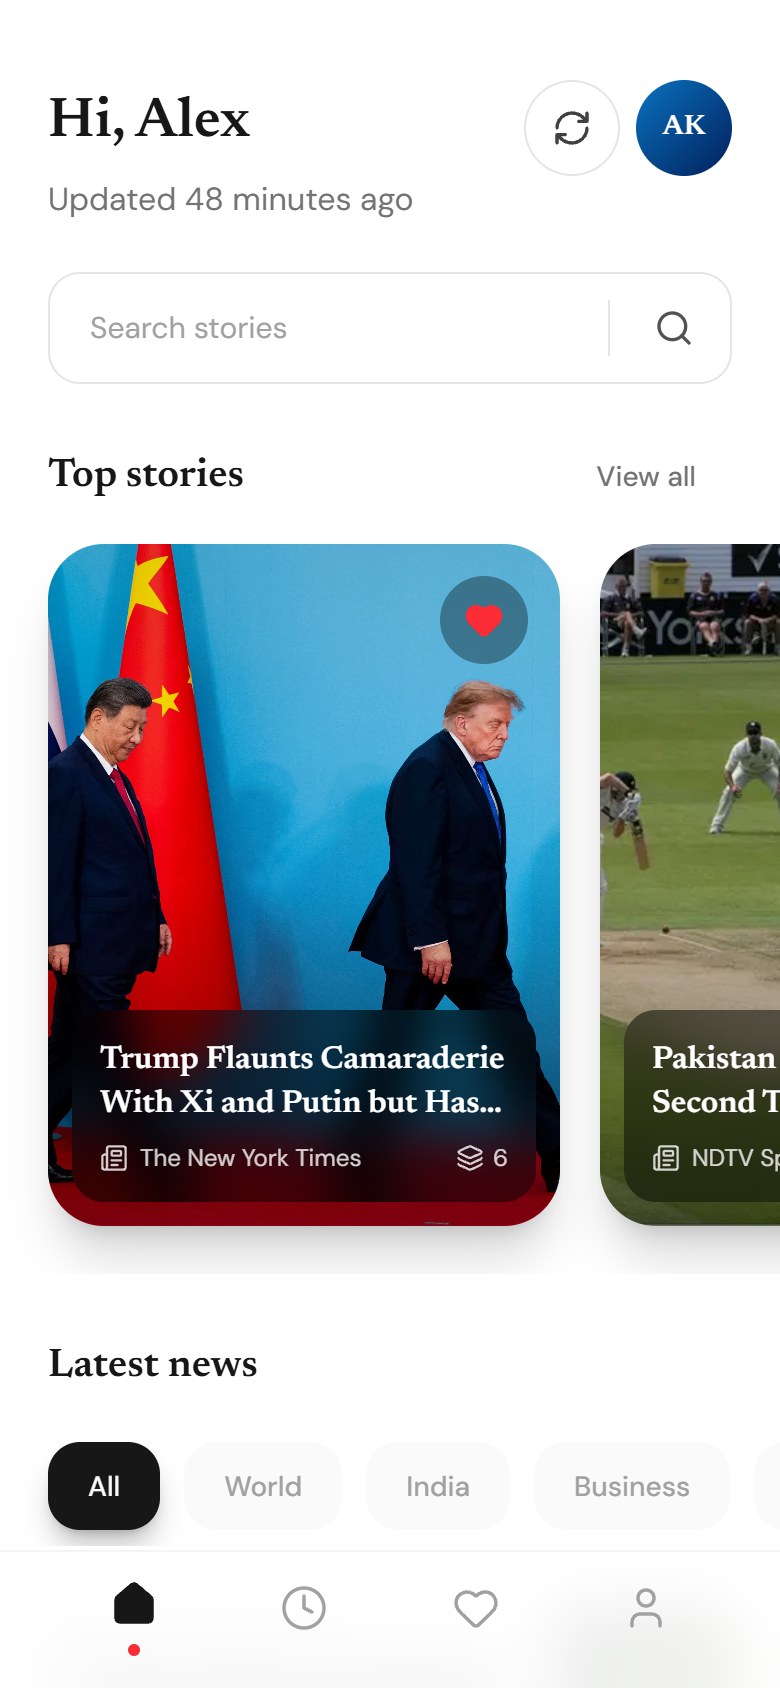 Hi, Alex
AK
Updated 48 minutes ago
Search stories
Top stories
View all
Trump Flaunts Camaraderie
With Xi and Putin but Has...
The New York Times
6
Pakistan
Second T
NDTV Sp
Latest news
All
World
India
Business